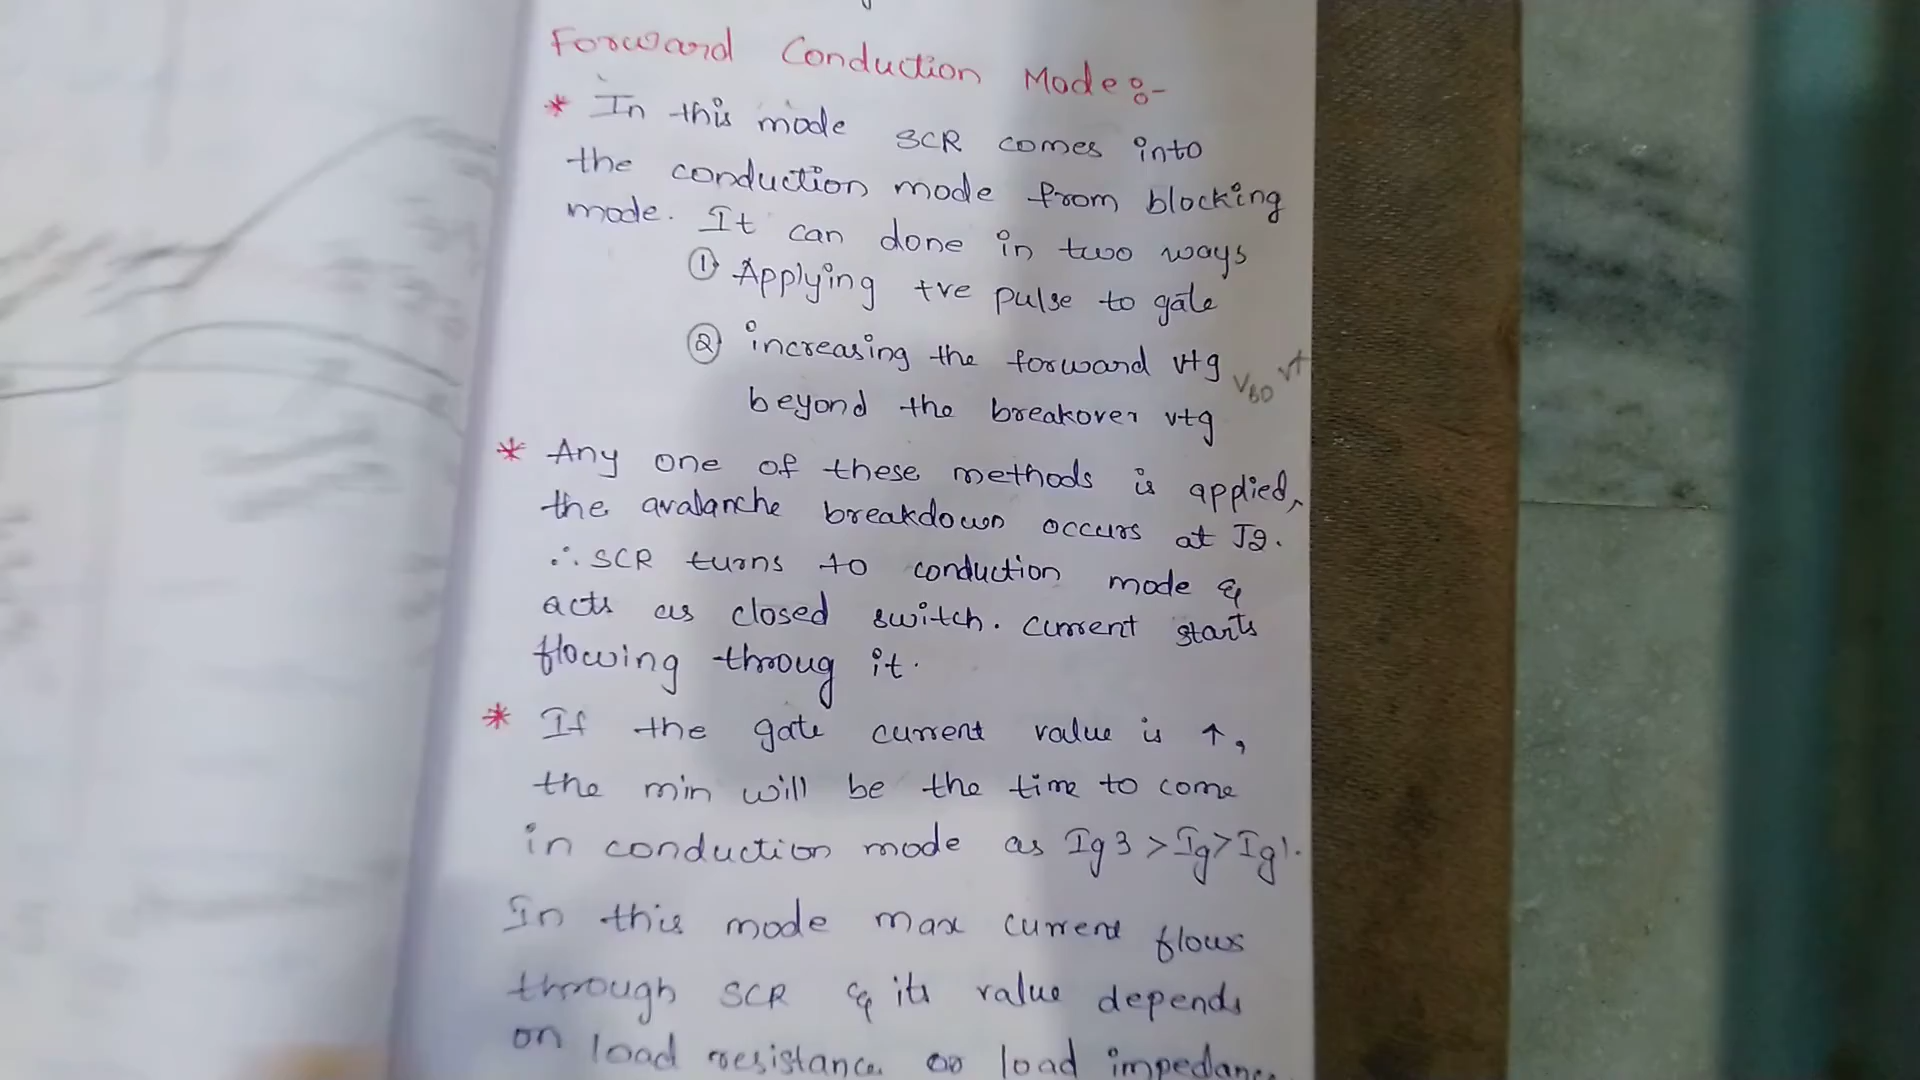 Forward Conduction Mode:-
* In this mode SCR comes into
the conduction mode from blocking
mode. It can done in two ways
① Applying +ve pulse to gate
② increasing the forward vtg VBO
beyond the breakover vtg
* Any one of these methods is applied,
the avalanche breakdown occurs at J2.
∴ SCR turns to conduction mode &
acts as closed switch. Current starts
flowing throug it.
* If the gate current value is ↑,
the min will be the time to come
in conduction mode as Ig3 > Ig > Ig1.
In this mode max current flows
through SCR & its value depends
on load resistance or load